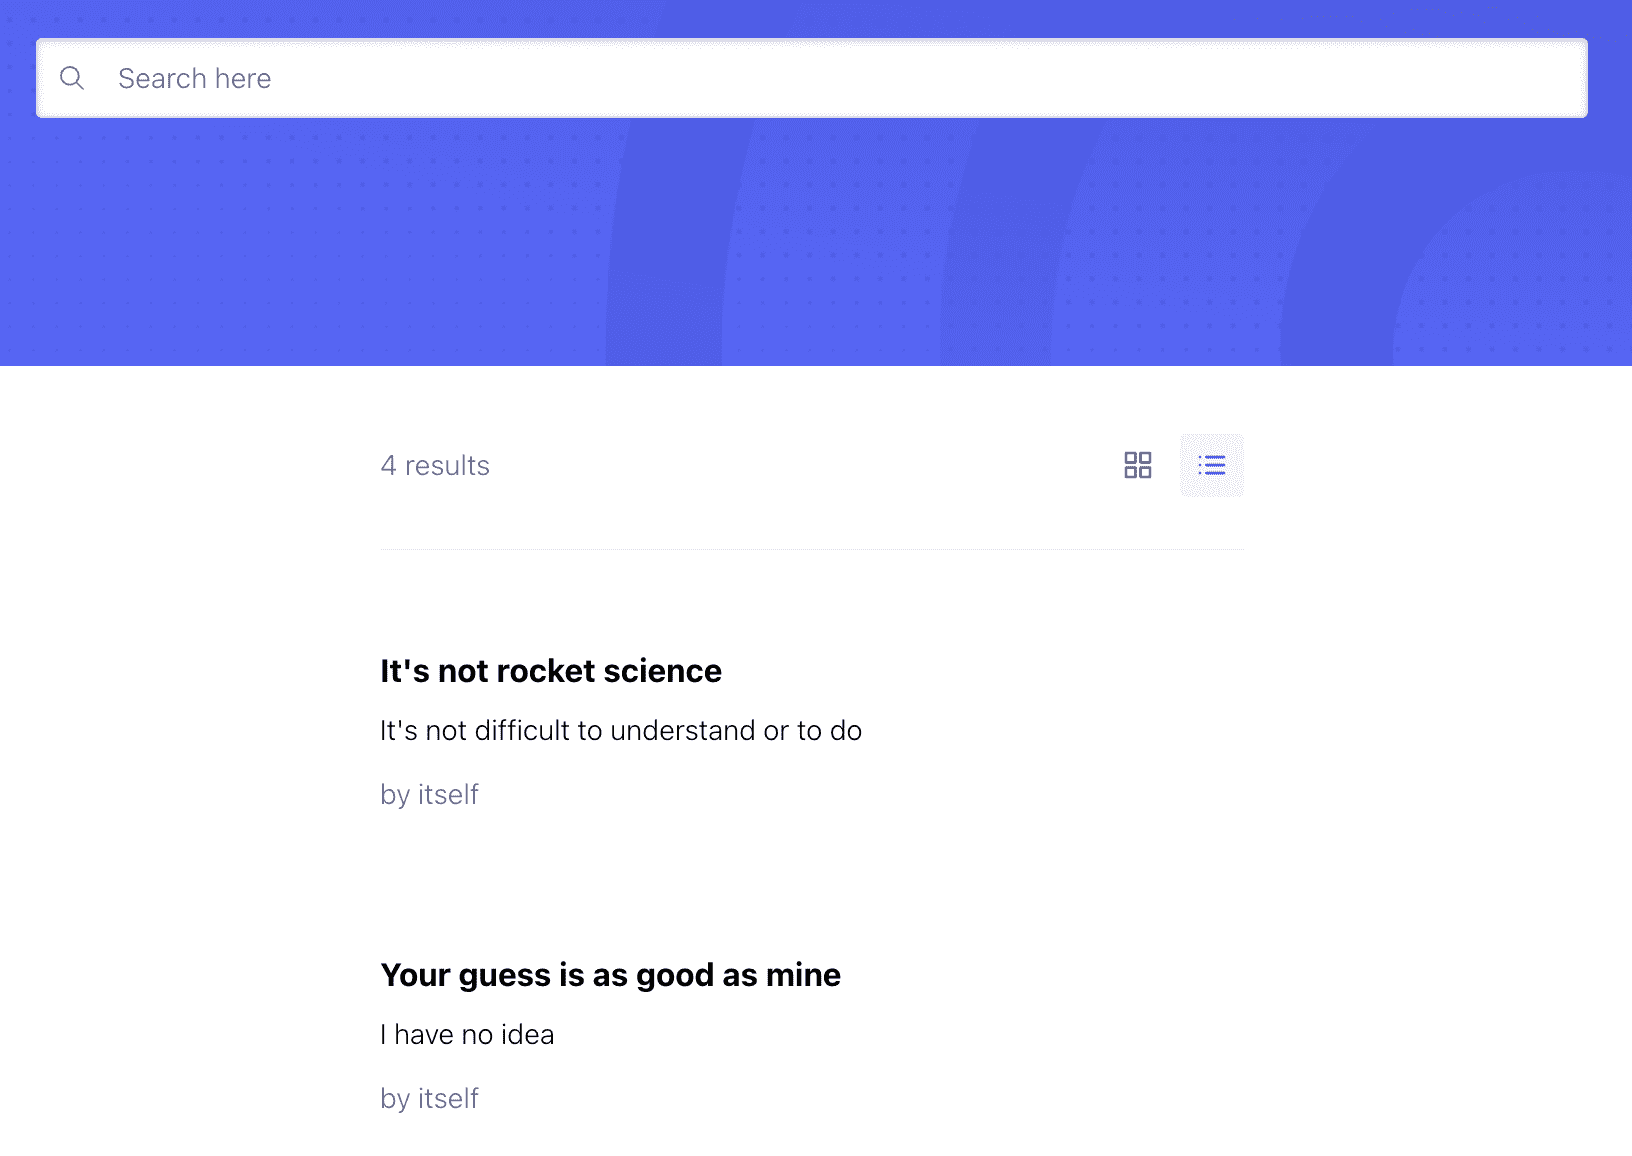 Search here
4 results
It's not rocket science
It's not difficult to understand or to do
by itself
Your guess is as good as mine
I have no idea
by itself